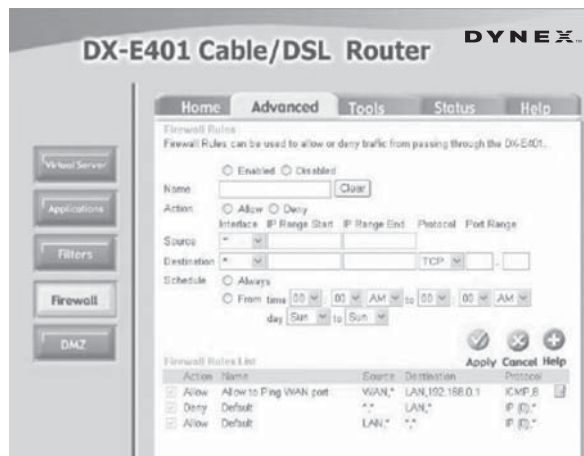 DX-E401 Cable/DSL Router
DYNEX
Home Advanced Tools Status Help
Firewall Rules
Firewall Rules can be used to allow or deny traffic from passing through the DX-E401.
Enabled Disabled
Name Clear
Action Allow Deny
Interface IP Range Start IP Range End Protocol Port Range
Source *
Destination * TCP -
Schedule Always
From time 00 : 00 AM to 00 : 00 AM
day Sun to Sun
Virtual Server
Applications
Filters
Firewall
DMZ
Apply Cancel Help
Firewall Rules List
Action Name Source Destination Protocol
Allow Allow to Ping WAN port WAN,* LAN,192.168.0.1 ICMP,8
Deny Default *,* LAN,* IP (0),*
Allow Default LAN,* *,* IP (0),*